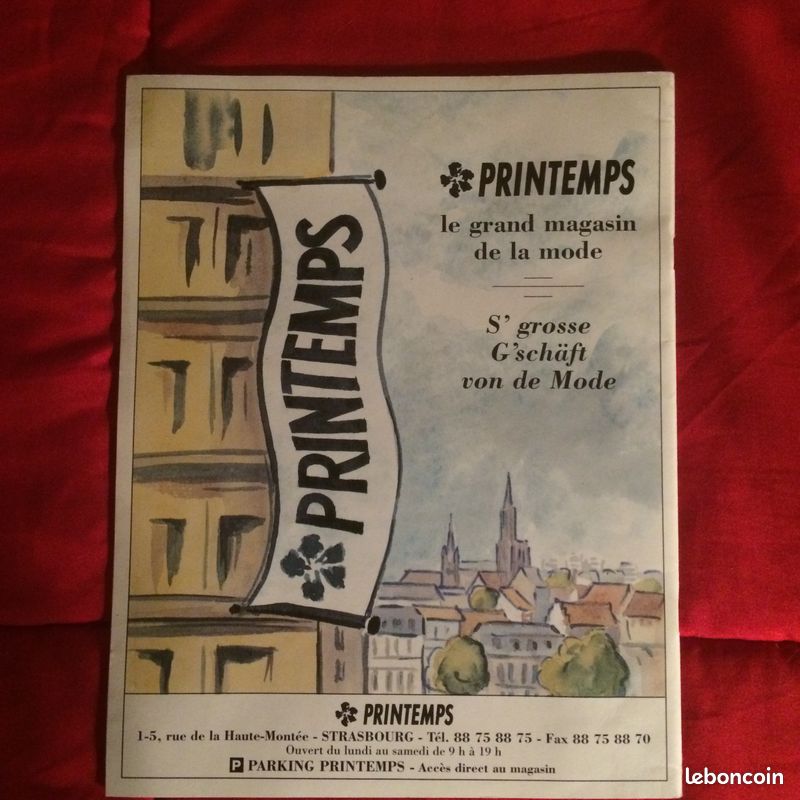 PRINTEMPS
le grand magasin
de la mode
S' grosse
G'schäft
von de Mode
PRINTEMPS
PRINTEMPS
1-5, rue de la Haute-Montée - STRASBOURG - Tél. 88 75 88 75 - Fax 88 75 88 70
Ouvert du lundi au samedi de 9 h à 19 h
P PARKING PRINTEMPS - Accès direct au magasin
leboncoin